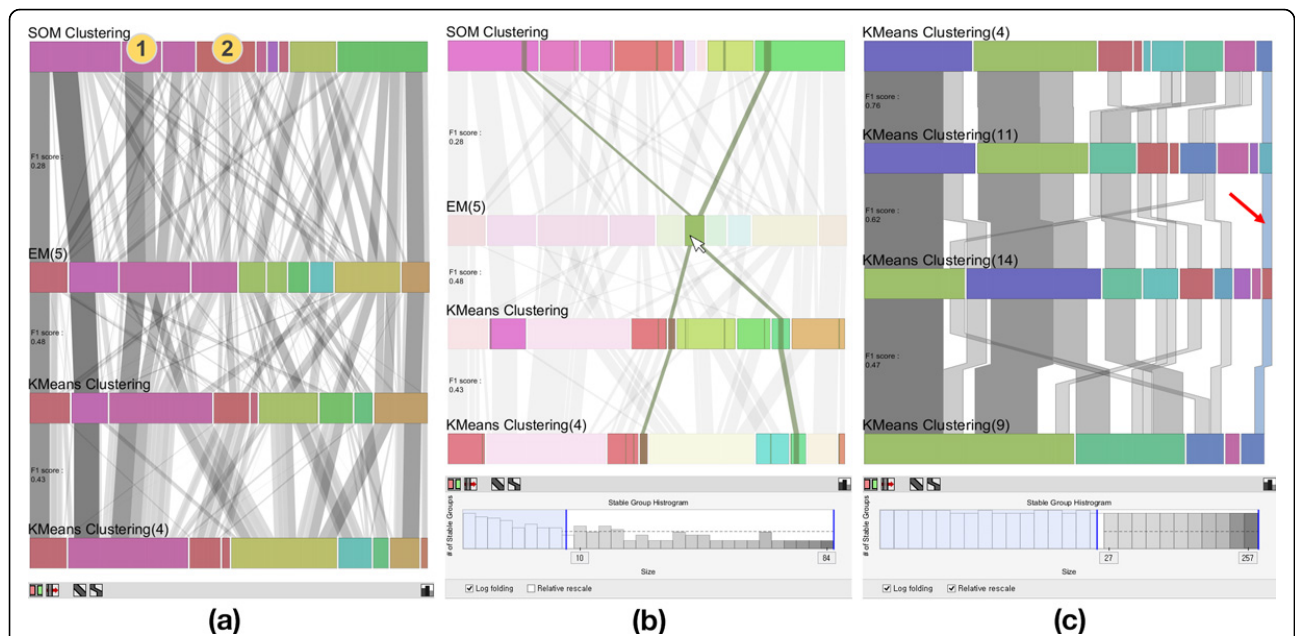 SOM Clustering
1
2
F1 score :
0.28
EM(5)
F1 score :
0.48
KMeans Clustering
F1 score :
0.43
KMeans Clustering(4)
(a)
SOM Clustering
F1 score :
0.28
EM(5)
F1 score :
0.48
KMeans Clustering
F1 score :
0.43
KMeans Clustering(4)
Stable Group Histrogram
# of Stable Groups
10
84
Size
Log folding
Relative rescale
(b)
KMeans Clustering(4)
F1 score :
0.76
KMeans Clustering(11)
F1 score :
0.62
KMeans Clustering(14)
F1 score :
0.47
KMeans Clustering(9)
Stable Group Histrogram
# of Stable Groups
27
257
Size
Log folding
Relative rescale
(c)